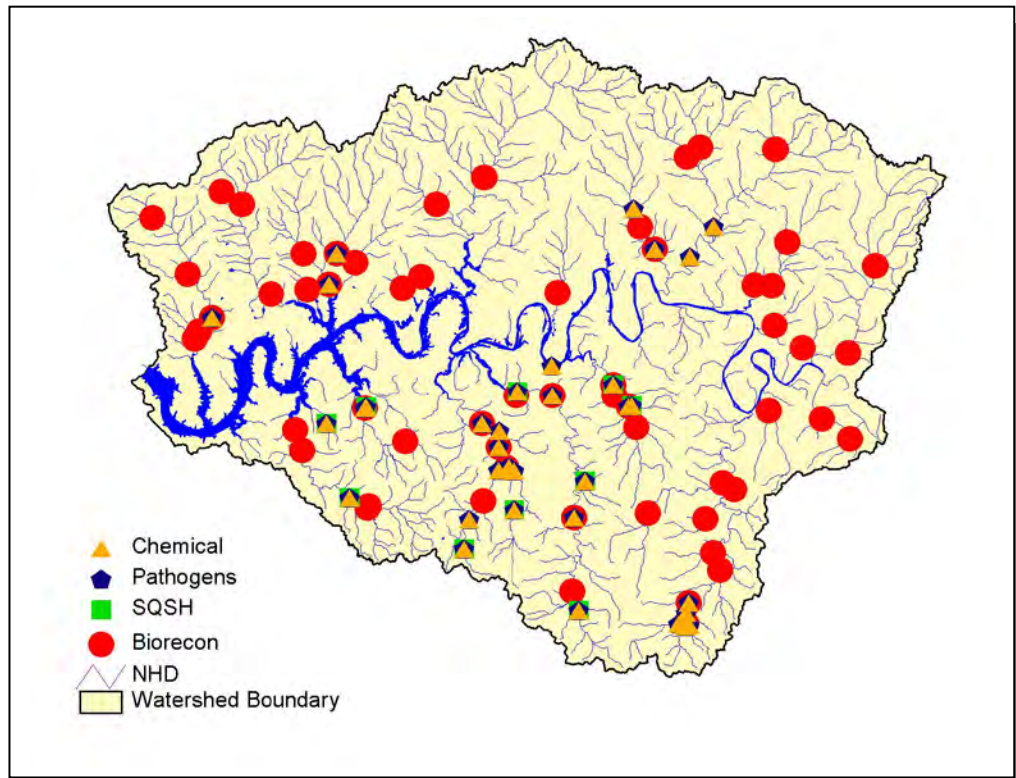 Chemical
Pathogens
SQSH
Biorecon
NHD
Watershed Boundary